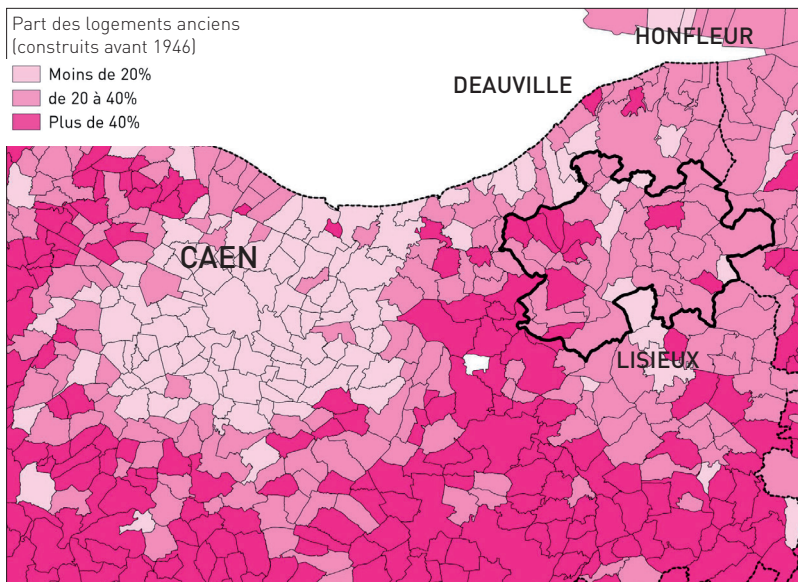 Part des logements anciens
(construits avant 1946)
Moins de 20%
de 20 à 40%
Plus de 40%
HONFLEUR
DEAUVILLE
CAEN
LISIEUX